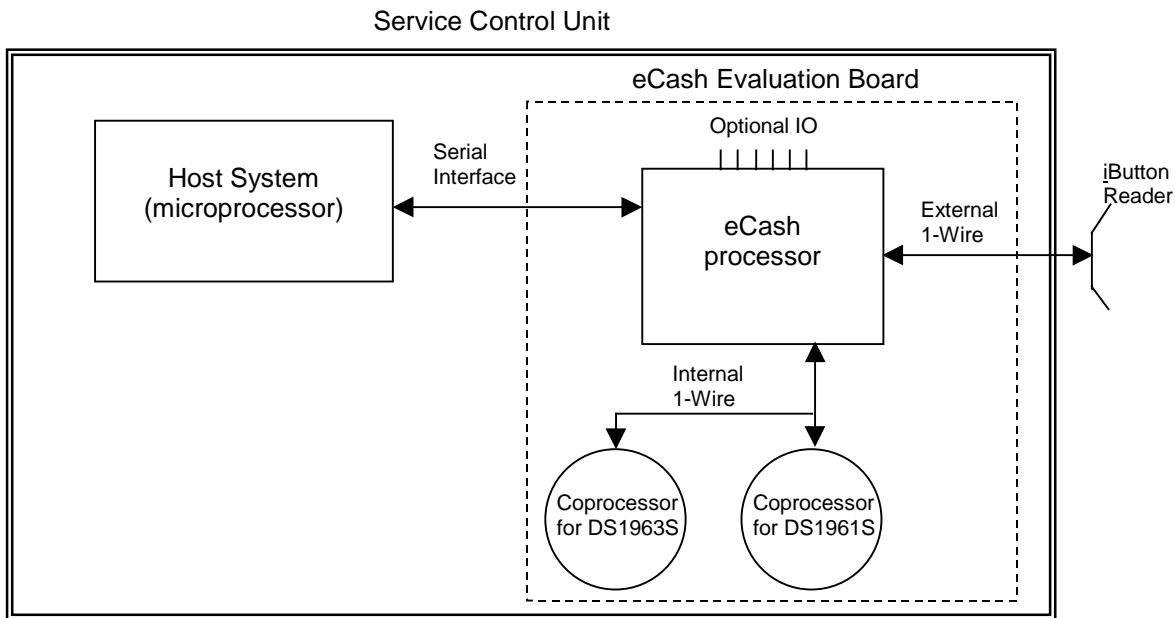 Service Control Unit
eCash Evaluation Board
Optional IO
Serial
Interface
Host System
(microprocessor)
eCash
processor
External
1-Wire
iButton
Reader
Internal
1-Wire
Coprocessor
for DS1963S
Coprocessor
for DS1961S